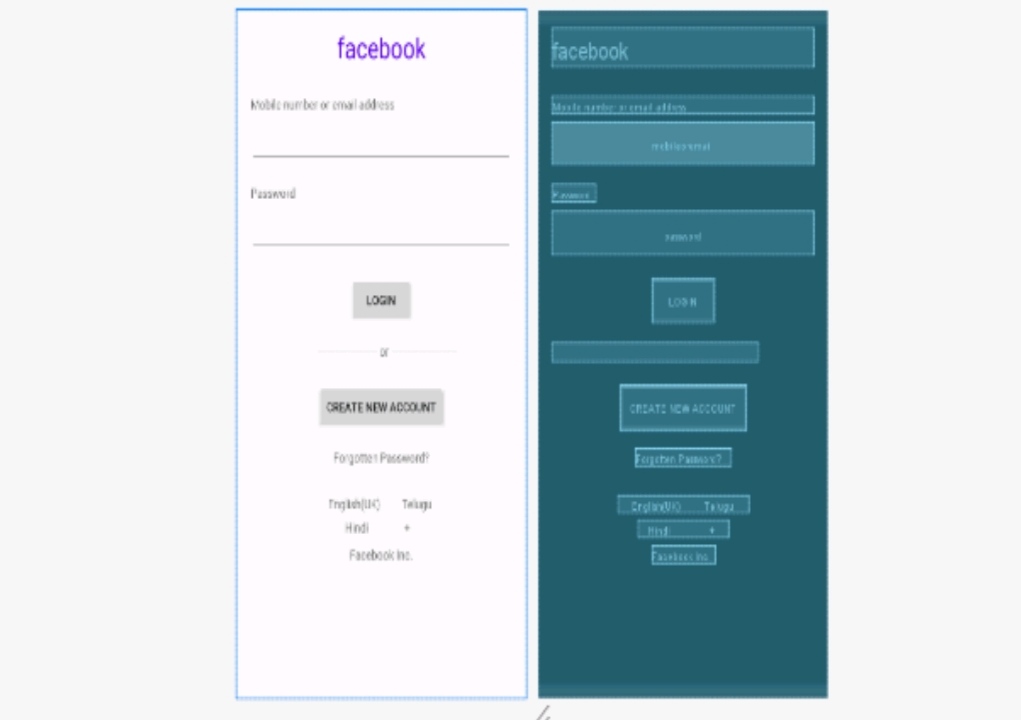 facebook
Mobile number or email address
Password
LOGIN
or
CREATE NEW ACCOUNT
Forgotten Password?
English(UK) Telugu
Hindi +
Facebook Inc.
facebook
Mobile number or email address
Password
password
LOGIN
CREATE NEW ACCOUNT
Forgotten Password?
English(UK) Telugu
Hindi +
Facebook Inc.